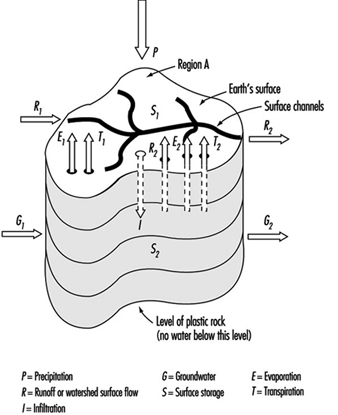 P
Region A
Earth's surface
S1
Surface channels
R1
E1
T1
R2
E2
T2
R2
I
G1
G2
S2
Level of plastic rock
(no water below this level)
P = Precipitation
G = Groundwater
E = Evaporation
R = Runoff or watershed surface flow
S = Surface storage
T = Transpiration
I = Infiltration